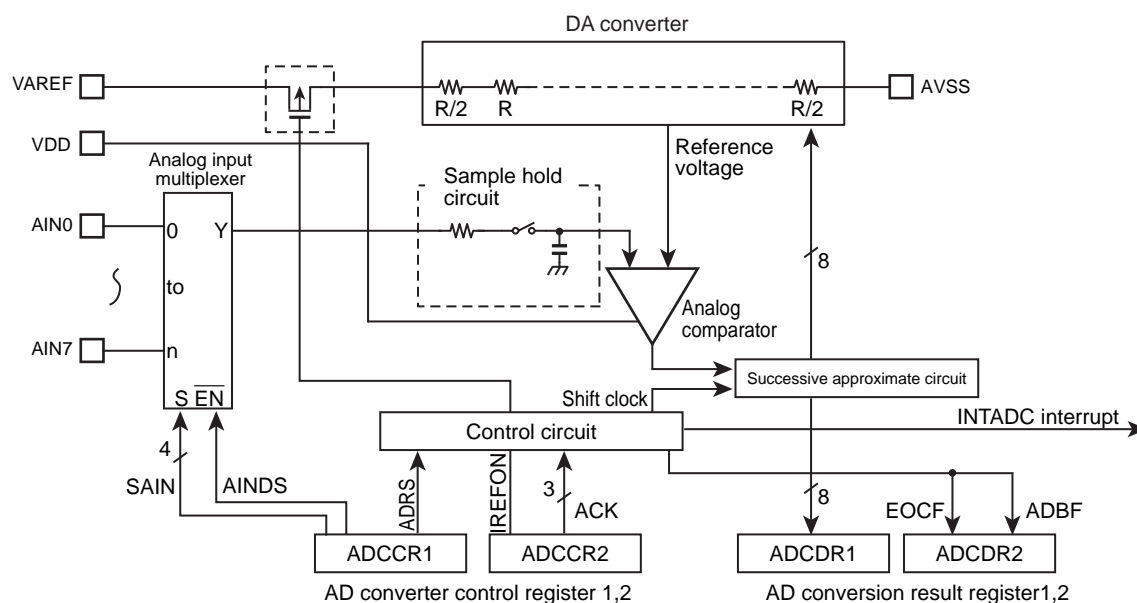 DA converter
VAREF
R/2
R
R/2
AVSS
VDD
Analog input
multiplexer
Sample hold
circuit
Reference
voltage
AIN0
0
Y
8
to
Analog
comparator
AIN7
n
S EN
Successive approximate circuit
Shift clock
Control circuit
INTADC interrupt
4
SAIN
AINDS
ADRS
IREFON
3
ACK
8
EOCF
ADBF
ADCCR1
ADCCR2
ADCDR1
ADCDR2
AD converter control register 1,2
AD conversion result register1,2